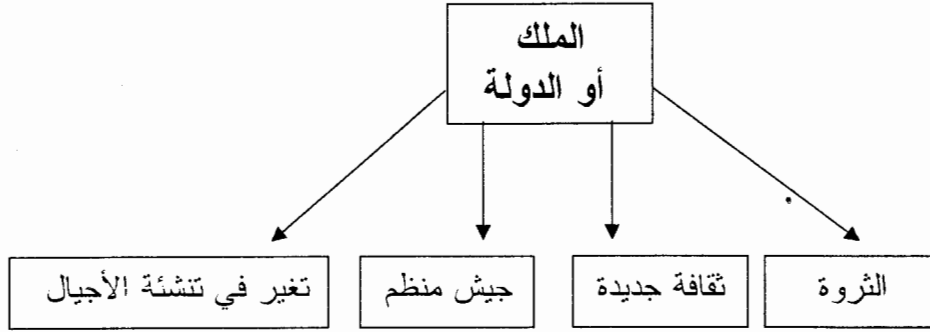 الملك
أو الدولة
الثروة
ثقافة جديدة
جيش منظم
تغير في تنشئة الأجيال